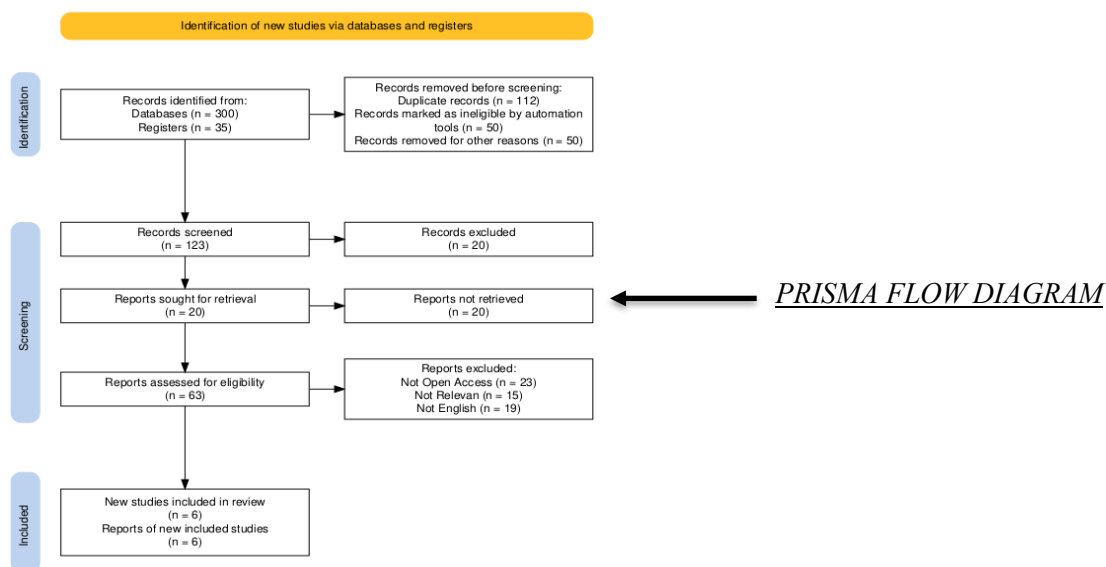 Identification of new studies via databases and registers
Identification
Records identified from:
Databases (n = 300)
Registers (n = 35)
Records removed before screening:
Duplicate records (n = 112)
Records marked as ineligible by automation
tools (n = 50)
Records removed for other reasons (n = 50)
Screening
Records screened
(n = 123)
Records excluded
(n = 20)
Reports sought for retrieval
(n = 20)
Reports not retrieved
(n = 20)
PRISMA FLOW DIAGRAM
Reports assessed for eligibility
(n = 63)
Reports excluded:
Not Open Access (n = 23)
Not Relevan (n = 15)
Not English (n = 19)
Included
New studies included in review
(n = 6)
Reports of new included studies
(n = 6)